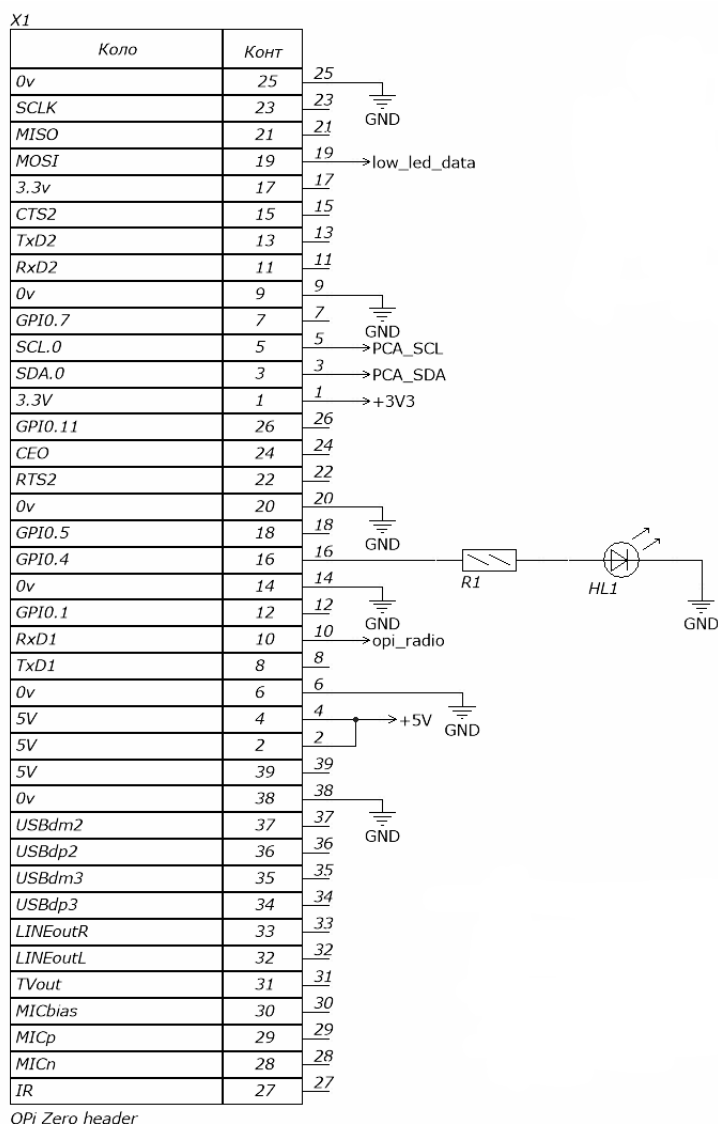 X1
Коло Конт
0v 25 25
GND
SCLK 23 23
MISO 21 21
MOSI 19 19 low_led_data
3.3v 17 17
CTS2 15 15
TxD2 13 13
RxD2 11 11
0v 9 9
GND
GPI0.7 7 7
SCL.0 5 5 PCA_SCL
SDA.0 3 3 PCA_SDA
3.3V 1 1 +3V3
GPI0.11 26 26
CEO 24 24
RTS2 22 22
0v 20 20
GND
GPI0.5 18 18
GPI0.4 16 16 R1 HL1 GND
0v 14 14
GND
GPI0.1 12 12
RxD1 10 10 opi_radio
TxD1 8 8
0v 6 6
GND
5V 4 4 +5V
5V 2 2
5V 39 39
0v 38 38
GND
USBdm2 37 37
USBdp2 36 36
USBdm3 35 35
USBdp3 34 34
LINEoutR 33 33
LINEoutL 32 32
TVout 31 31
MICbias 30 30
MICp 29 29
MICn 28 28
IR 27 27
OPi Zero header